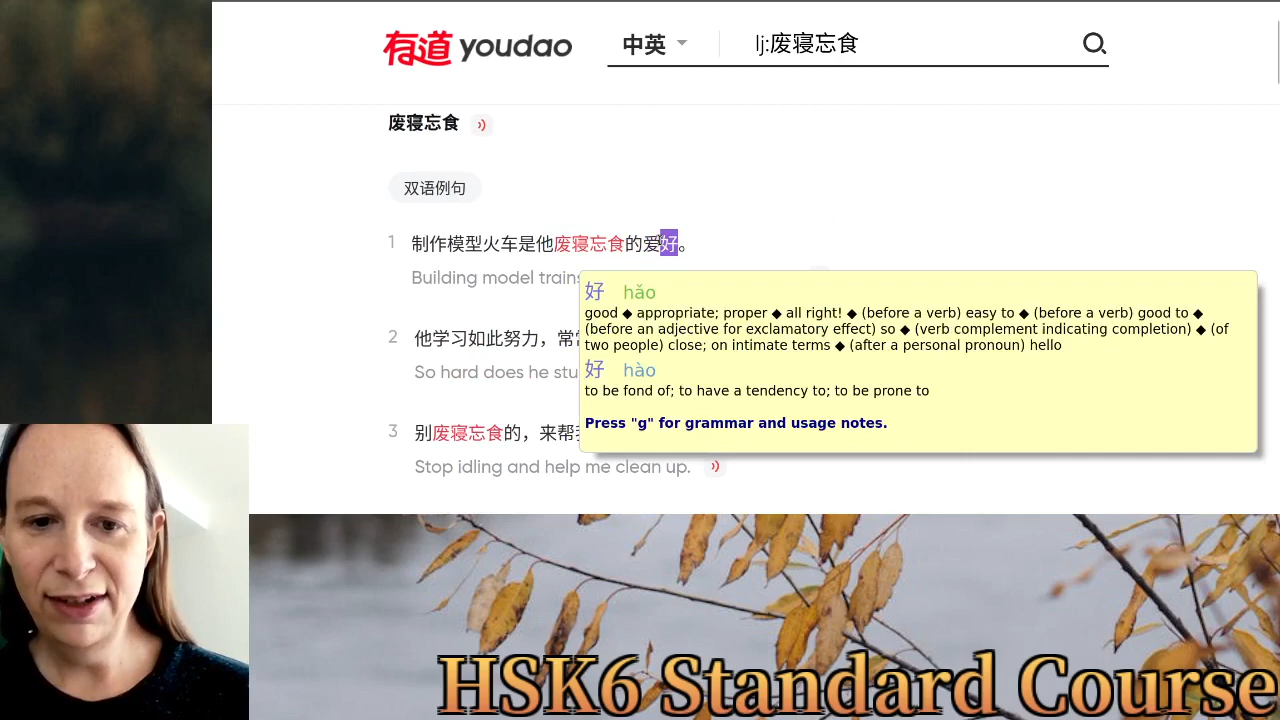 有道 youdao 中英 lj:废寝忘食
废寝忘食
双语例句
1 制作模型火车是他废寝忘食的爱好。
Building model trains
好 hǎo
good ◆ appropriate; proper ◆ all right! ◆ (before a verb) easy to ◆ (before a verb) good to ◆
(before an adjective for exclamatory effect) so ◆ (verb complement indicating completion) ◆ (of
two people) close; on intimate terms ◆ (after a personal pronoun) hello
好 hào
to be fond of; to have a tendency to; to be prone to
Press "g" for grammar and usage notes.
2 他学习如此努力，常
So hard does he stu
3 别废寝忘食的，来帮
Stop idling and help me clean up.
HSK6 Standard Course